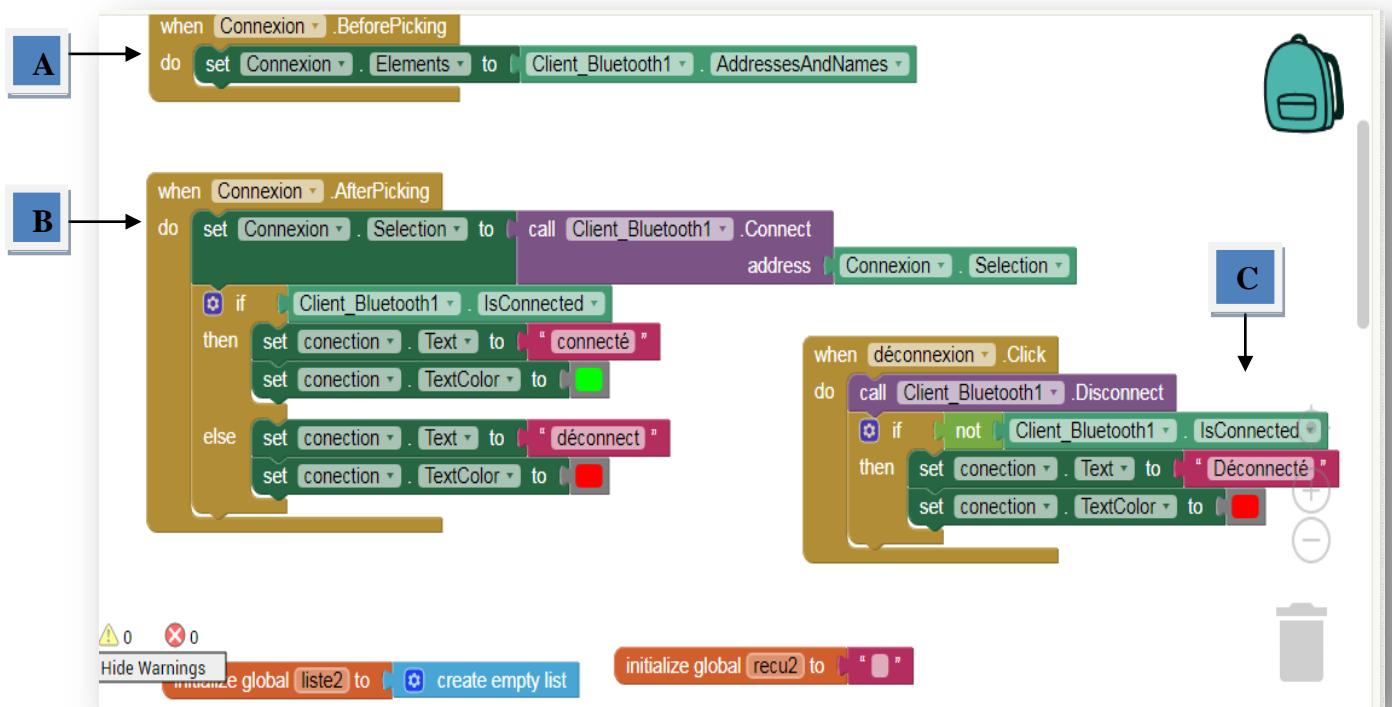 when Connexion .BeforePicking
A
do set Connexion . Elements to Client_Bluetooth1 . AddressesAndNames
when Connexion .AfterPicking
B
do set Connexion . Selection to call Client_Bluetooth1 .Connect
address Connexion . Selection
if Client_Bluetooth1 . IsConnected
then set conection . Text to " connecté "
set conection . TextColor to
else set conection . Text to " déconnect "
set conection . TextColor to
C
when déconnexion .Click
do call Client_Bluetooth1 .Disconnect
if not Client_Bluetooth1 . IsConnected
then set conection . Text to " Déconnecté "
set conection . TextColor to
0 0
Hide Warnings
initialize global liste2 to create empty list
initialize global recu2 to " "